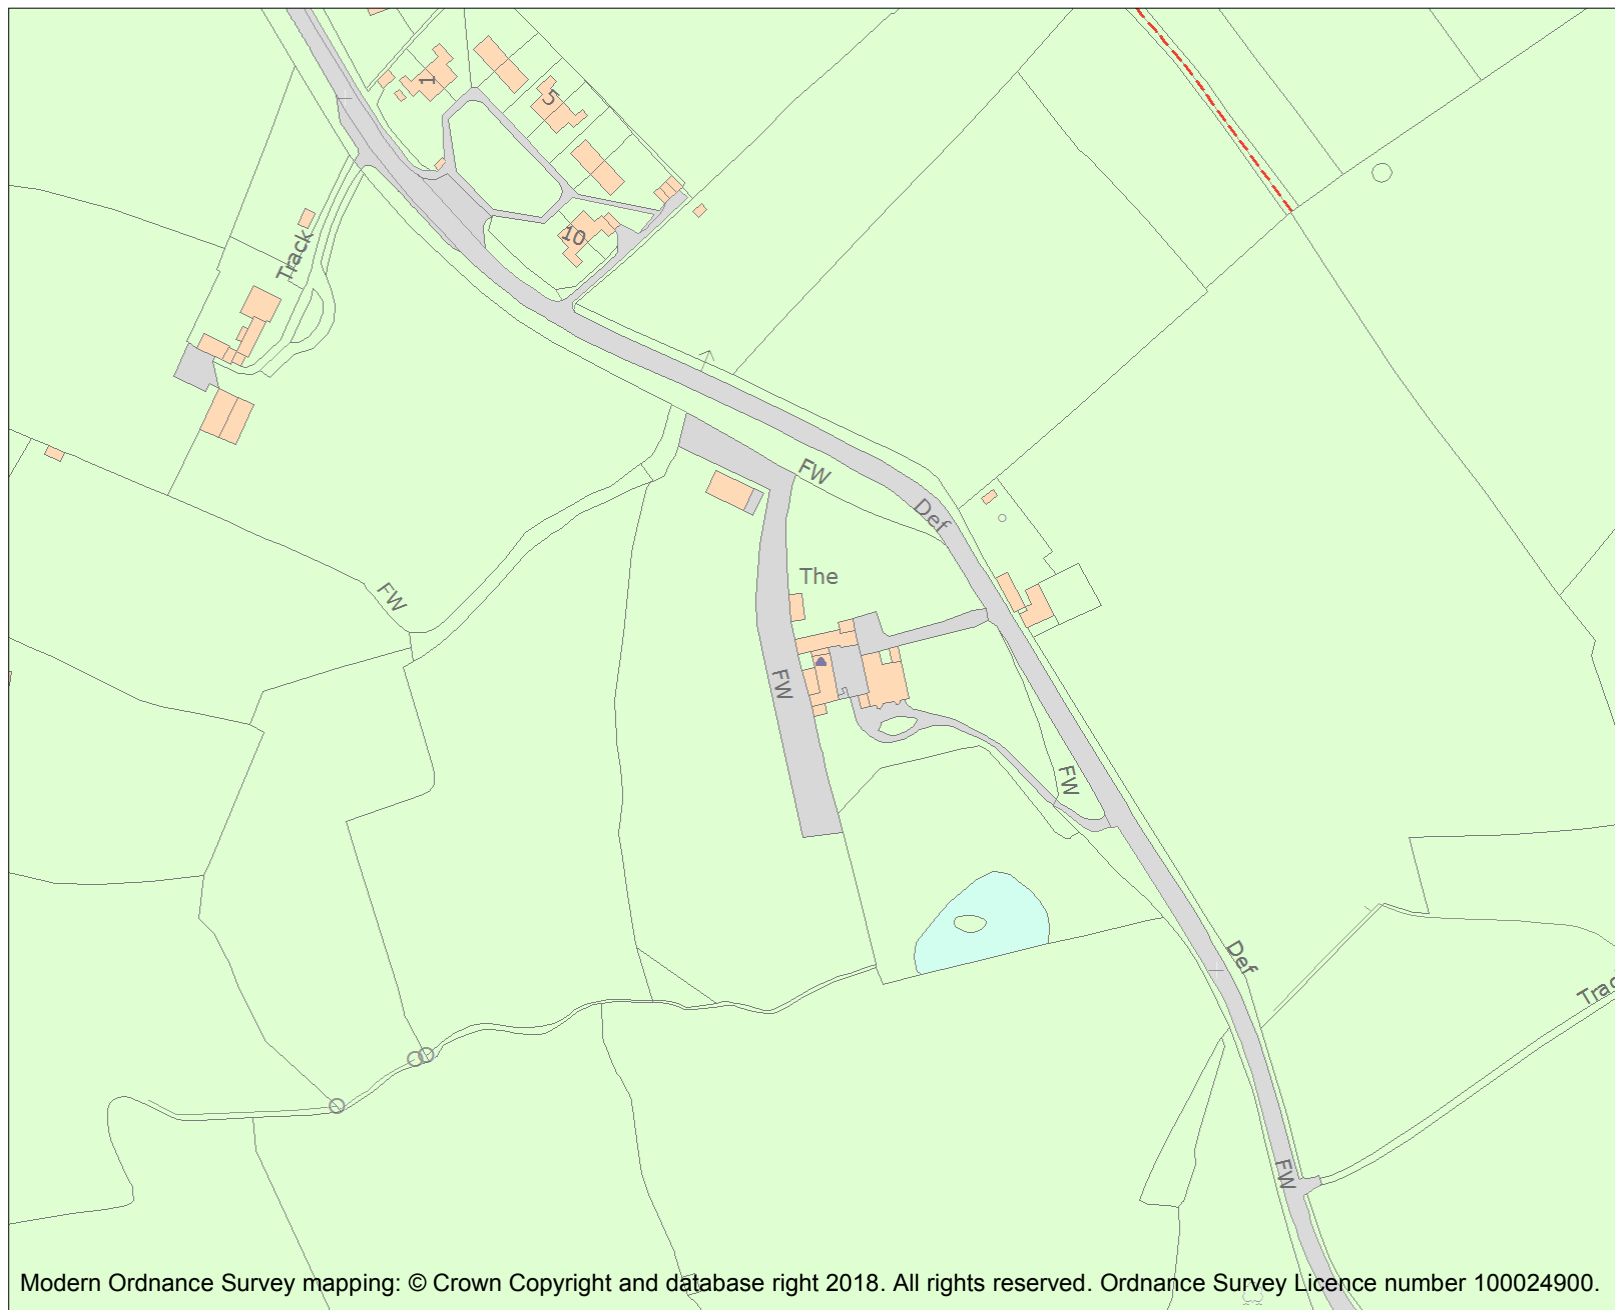 1
5
10
Track
FW
Def
The
FW
FW
FW
Def
Trac
FW
Modern Ordnance Survey mapping: © Crown Copyright and database right 2018. All rights reserved. Ordnance Survey Licence number 100024900.